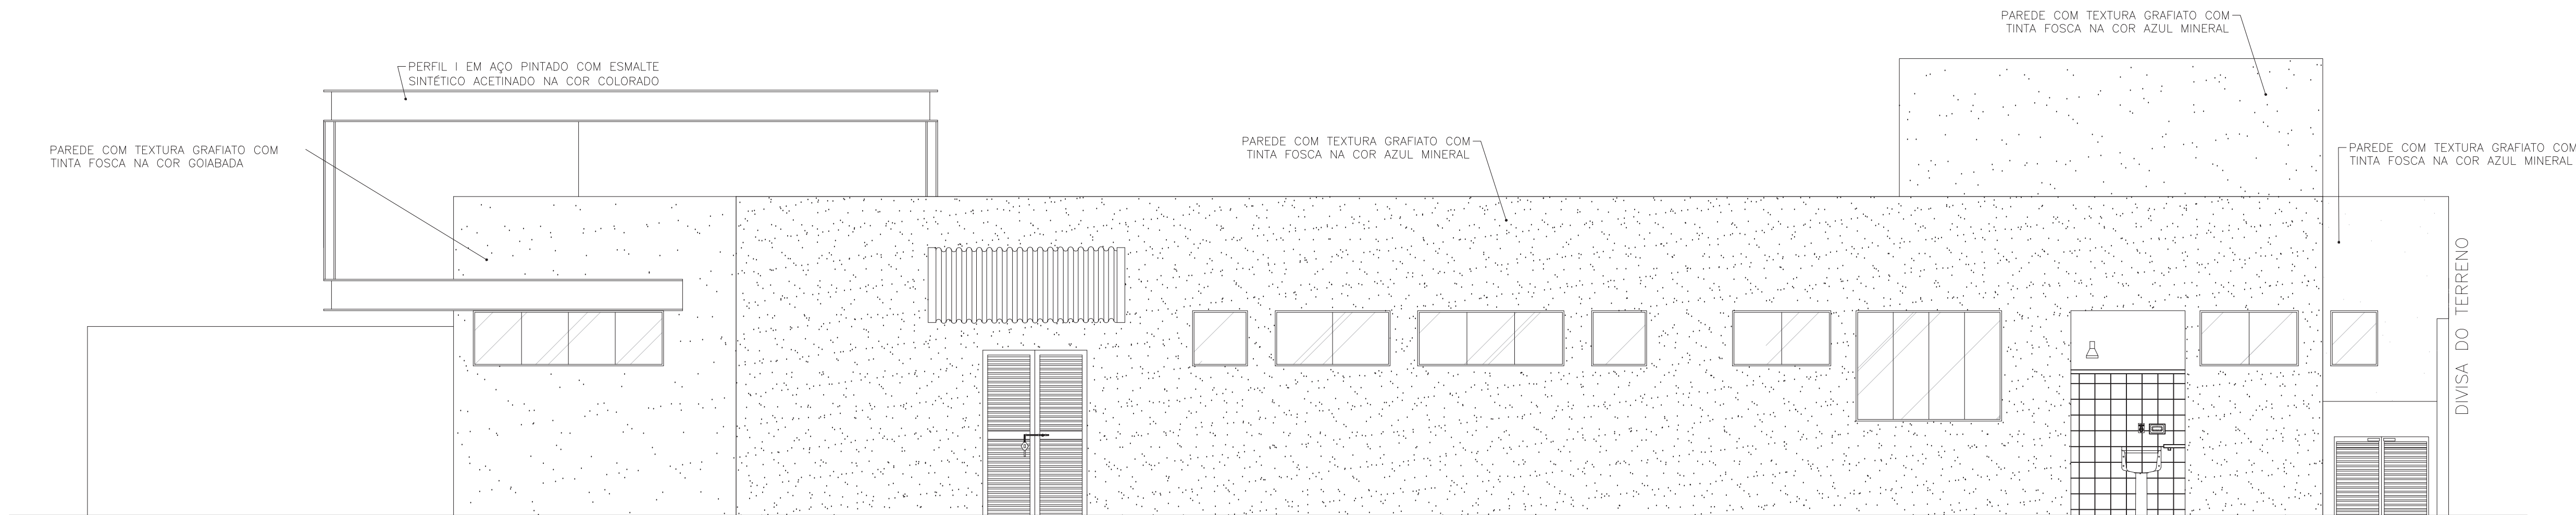 PAREDE COM TEXTURA GRAFIATO COM
TINTA FOSCA NA COR AZUL MINERAL
PERFIL I EM AÇO PINTADO COM ESMALTE
SINTÉTICO ACETINADO NA COR COLORADO
PAREDE COM TEXTURA GRAFIATO COM
TINTA FOSCA NA COR GOIABADA
PAREDE COM TEXTURA GRAFIATO COM
TINTA FOSCA NA COR AZUL MINERAL
PAREDE COM TEXTURA GRAFIATO COM
TINTA FOSCA NA COR AZUL MINERAL
DIVISA DO TERRENO